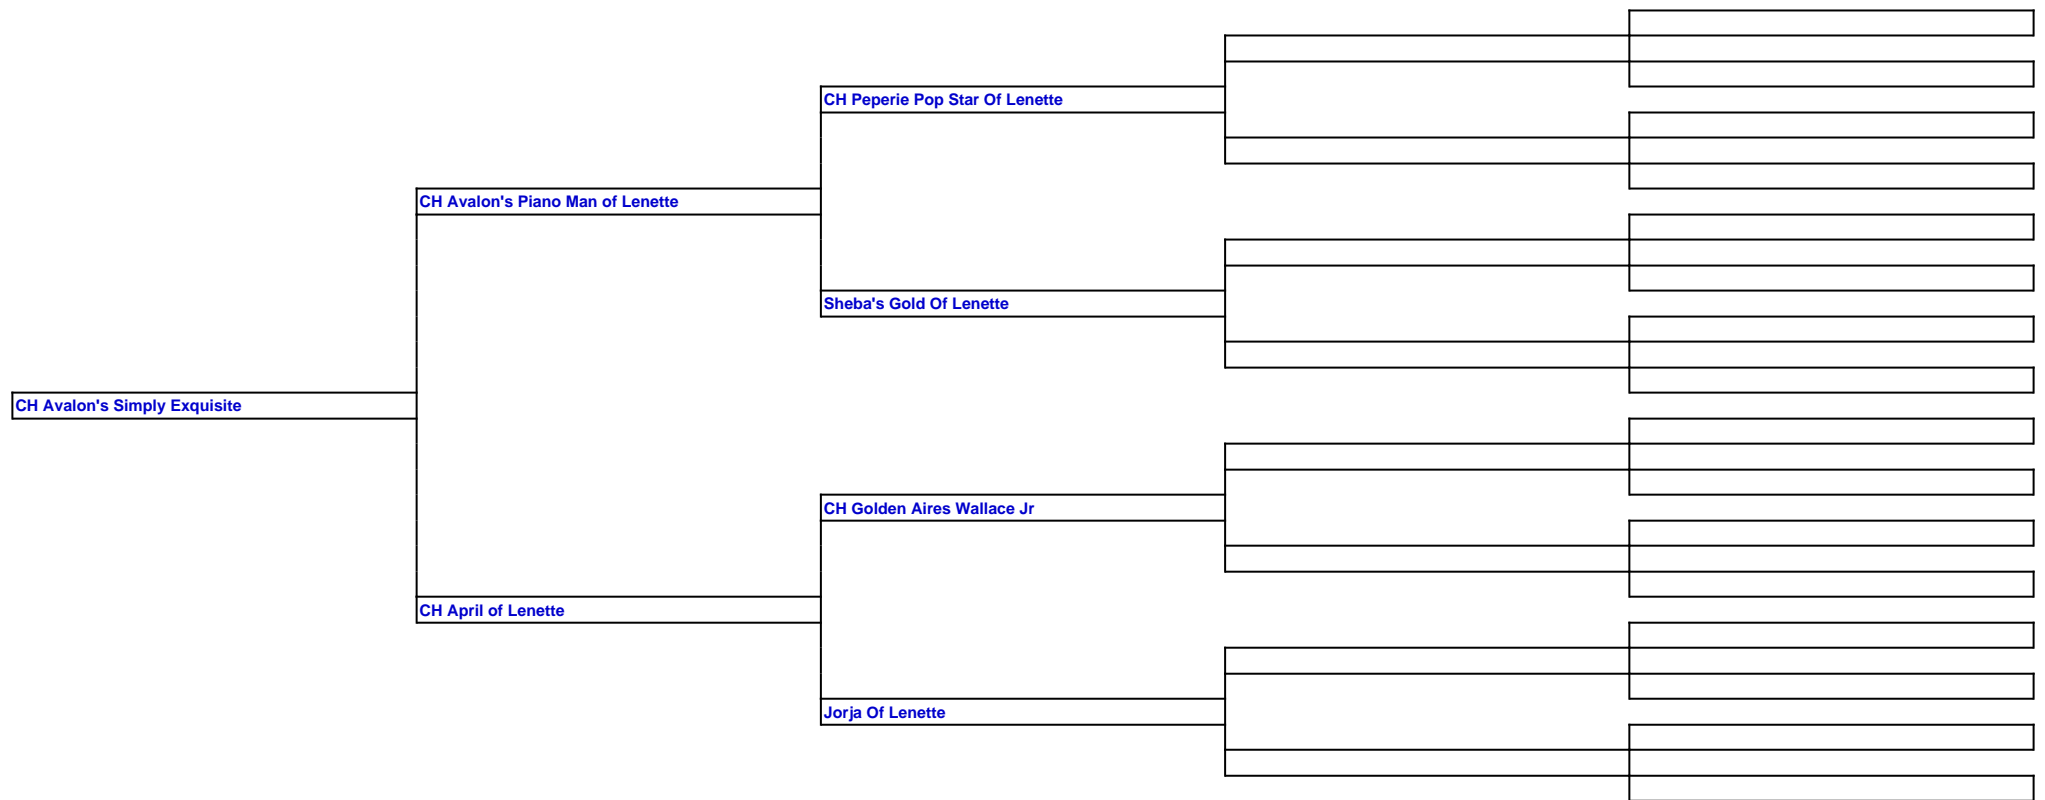 CH Peperie Pop Star Of Lenette
CH Avalon's Piano Man of Lenette
Sheba's Gold Of Lenette
CH Avalon's Simply Exquisite
CH Golden Aires Wallace Jr
CH April of Lenette
Jorja Of Lenette